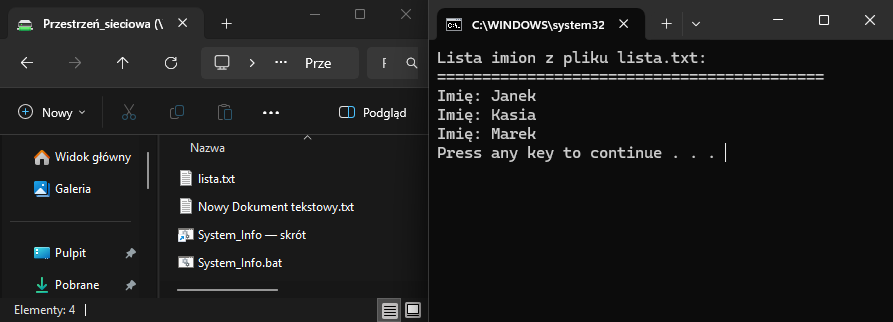 Przestrzeń_sieciowa (\
Prze
Nowy
Podgląd
Widok główny
Galeria
Pulpit
Pobrane
Nazwa
lista.txt
Nowy Dokument tekstowy.txt
System_Info — skrót
System_Info.bat
Elementy: 4
C:\WINDOWS\system32
Lista imion z pliku lista.txt:
===========================================
Imię: Janek
Imię: Kasia
Imię: Marek
Press any key to continue . . .